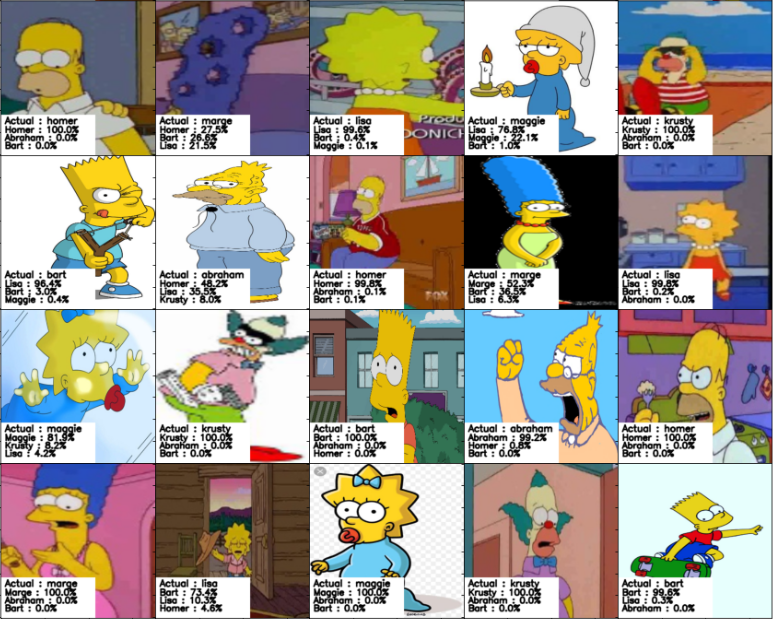 Actual : homer
Homer : 100.0%
Abraham : 0.0%
Bart : 0.0%
Actual : marge
Homer : 27.5%
Bart : 26.6%
Lisa : 21.5%
Produ
DONICK
Actual : lisa
Lisa : 99.6%
Bart : 0.4%
Maggie : 0.1%
Actual : maggie
Lisa : 76.8%
Maggie : 22.1%
Bart : 1.0%
Actual : krusty
Krusty : 100.0%
Abraham : 0.0%
Bart : 0.0%
Actual : bart
Lisa : 96.4%
Bart : 3.0%
Maggie : 0.4%
Actual : abraham
Homer : 48.2%
Lisa : 35.5%
Krusty : 8.0%
Actual : homer
Homer : 99.8%
Abraham : 0.1%
Bart : 0.1%
FOX
Actual : marge
Marge : 52.3%
Bart : 36.5%
Lisa : 6.3%
Actual : lisa
Lisa : 99.8%
Bart : 0.2%
Abraham : 0.0%
Actual : maggie
Maggie : 81.9%
Krusty : 8.2%
Lisa : 4.2%
Actual : krusty
Krusty : 100.0%
Abraham : 0.0%
Bart : 0.0%
Actual : bart
Bart : 100.0%
Abraham : 0.0%
Homer : 0.0%
Actual : abraham
Abraham : 99.2%
Homer : 0.8%
Bart : 0.0%
Actual : homer
Homer : 100.0%
Abraham : 0.0%
Bart : 0.0%
Actual : marge
Marge : 100.0%
Abraham : 0.0%
Bart : 0.0%
Actual : lisa
Bart : 73.4%
Lisa : 10.3%
Homer : 4.6%
Actual : maggie
Maggie : 100.0%
Abraham : 0.0%
Bart : 0.0%
Actual : krusty
Krusty : 100.0%
Abraham : 0.0%
Bart : 0.0%
Actual : bart
Bart : 99.6%
Lisa : 0.3%
Abraham : 0.0%